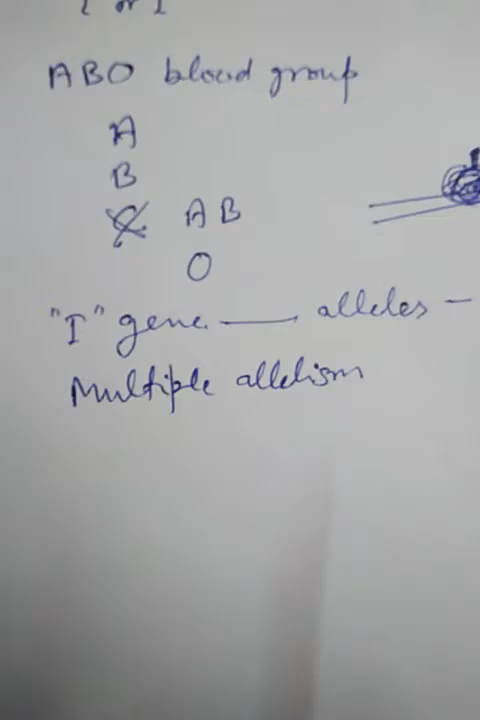 ABO blood group
A
B
AB
O
"I" gene — alleles —
Multiple allelism